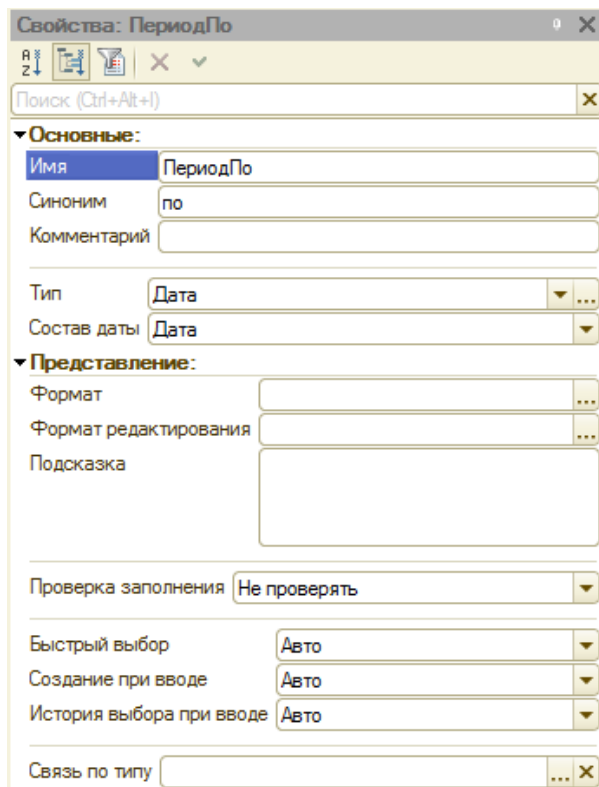 Свойства: ПериодПо
Поиск (Ctrl+Alt+I)
Основные:
Имя ПериодПо
Синоним по
Комментарий
Тип Дата
Состав даты Дата
Представление:
Формат
Формат редактирования
Подсказка
Проверка заполнения Не проверять
Быстрый выбор Авто
Создание при вводе Авто
История выбора при вводе Авто
Связь по типу